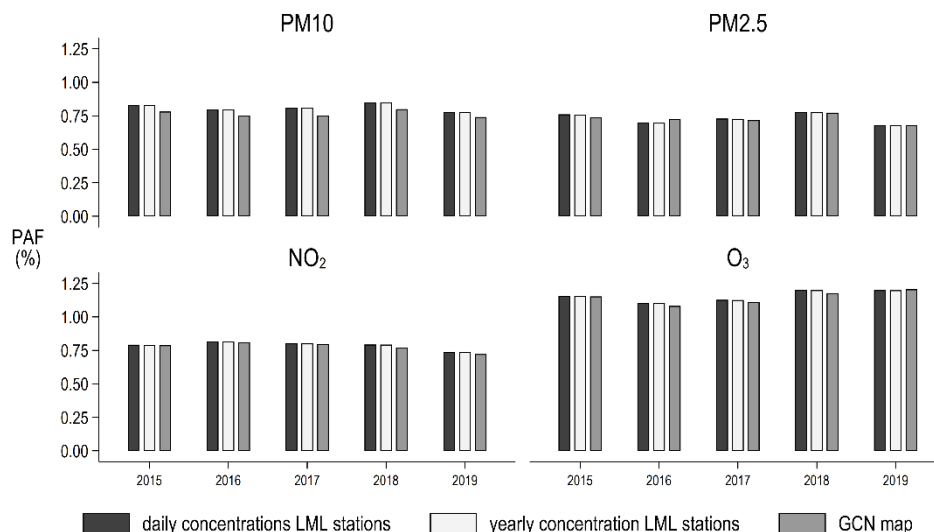 PM10
PM2.5
1.25
1.00
0.75
0.50
0.25
0.00
PAF
(%)
NO₂
O₃
1.25
1.00
0.75
0.50
0.25
0.00
2015 2016 2017 2018 2019
2015 2016 2017 2018 2019
daily concentrations LML stations
yearly concentration LML stations
GCN map